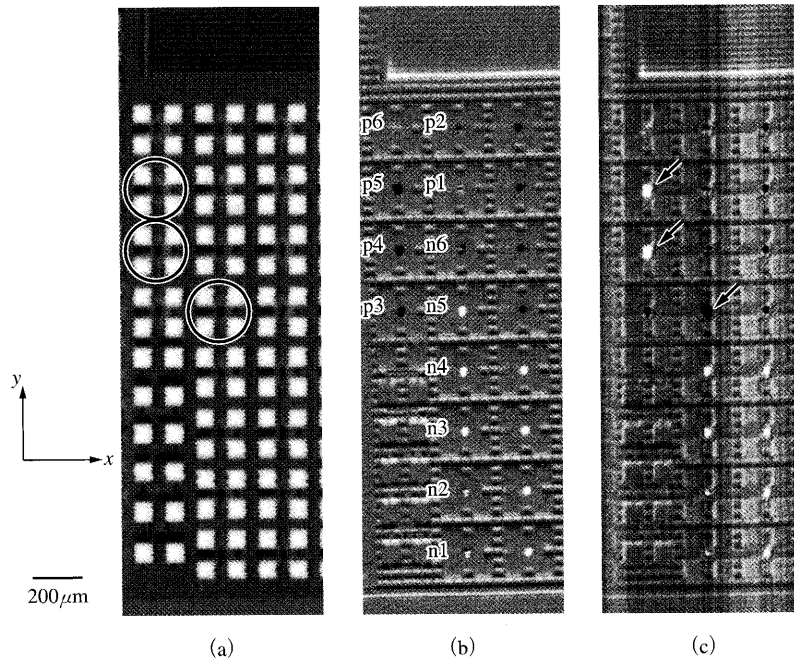 p6 p2
p5 p1
p4 n6
p3 n5
n4
n3
n2
n1
y
x
200μm
(a) (b) (c)